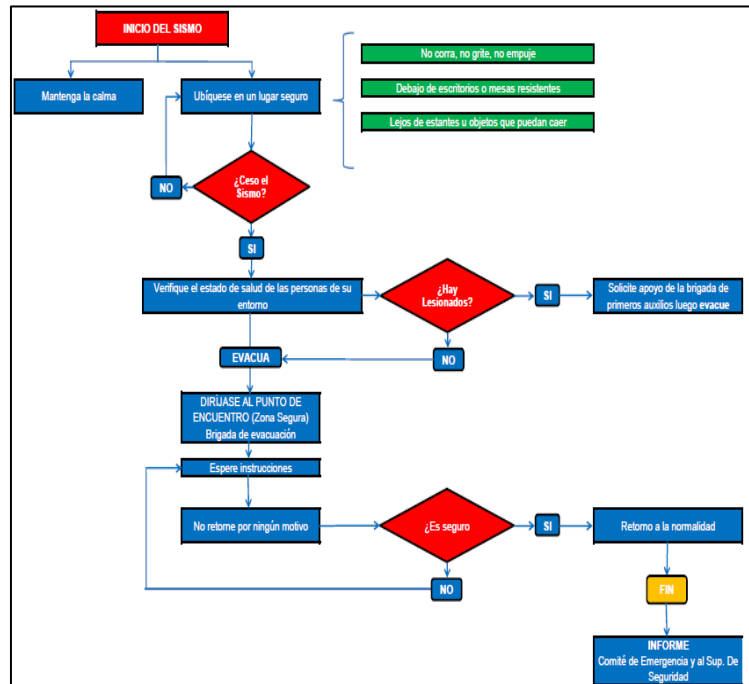 INICIO DEL SISMO
No corra, no grite, no empuje
Mantenga la calma
Ubíquese en un lugar seguro
Debajo de escritorios o mesas resistentes
Lejos de estantes u objetos que puedan caer
¿Ceso el
Sismo?
NO
SI
Verifique el estado de salud de las personas de su
entorno
¿Hay
Lesionados?
SI
Solicite apoyo de la brigada de
primeros auxilios luego evacue
NO
EVACUA
DIRÍJASE AL PUNTO DE
ENCUENTRO (Zona Segura)
Brigada de evacuación
Espere instrucciones
No retorne por ningún motivo
¿Es seguro
SI
Retorno a la normalidad
NO
FIN
INFORME
Comité de Emergencia y al Sup. De
Seguridad